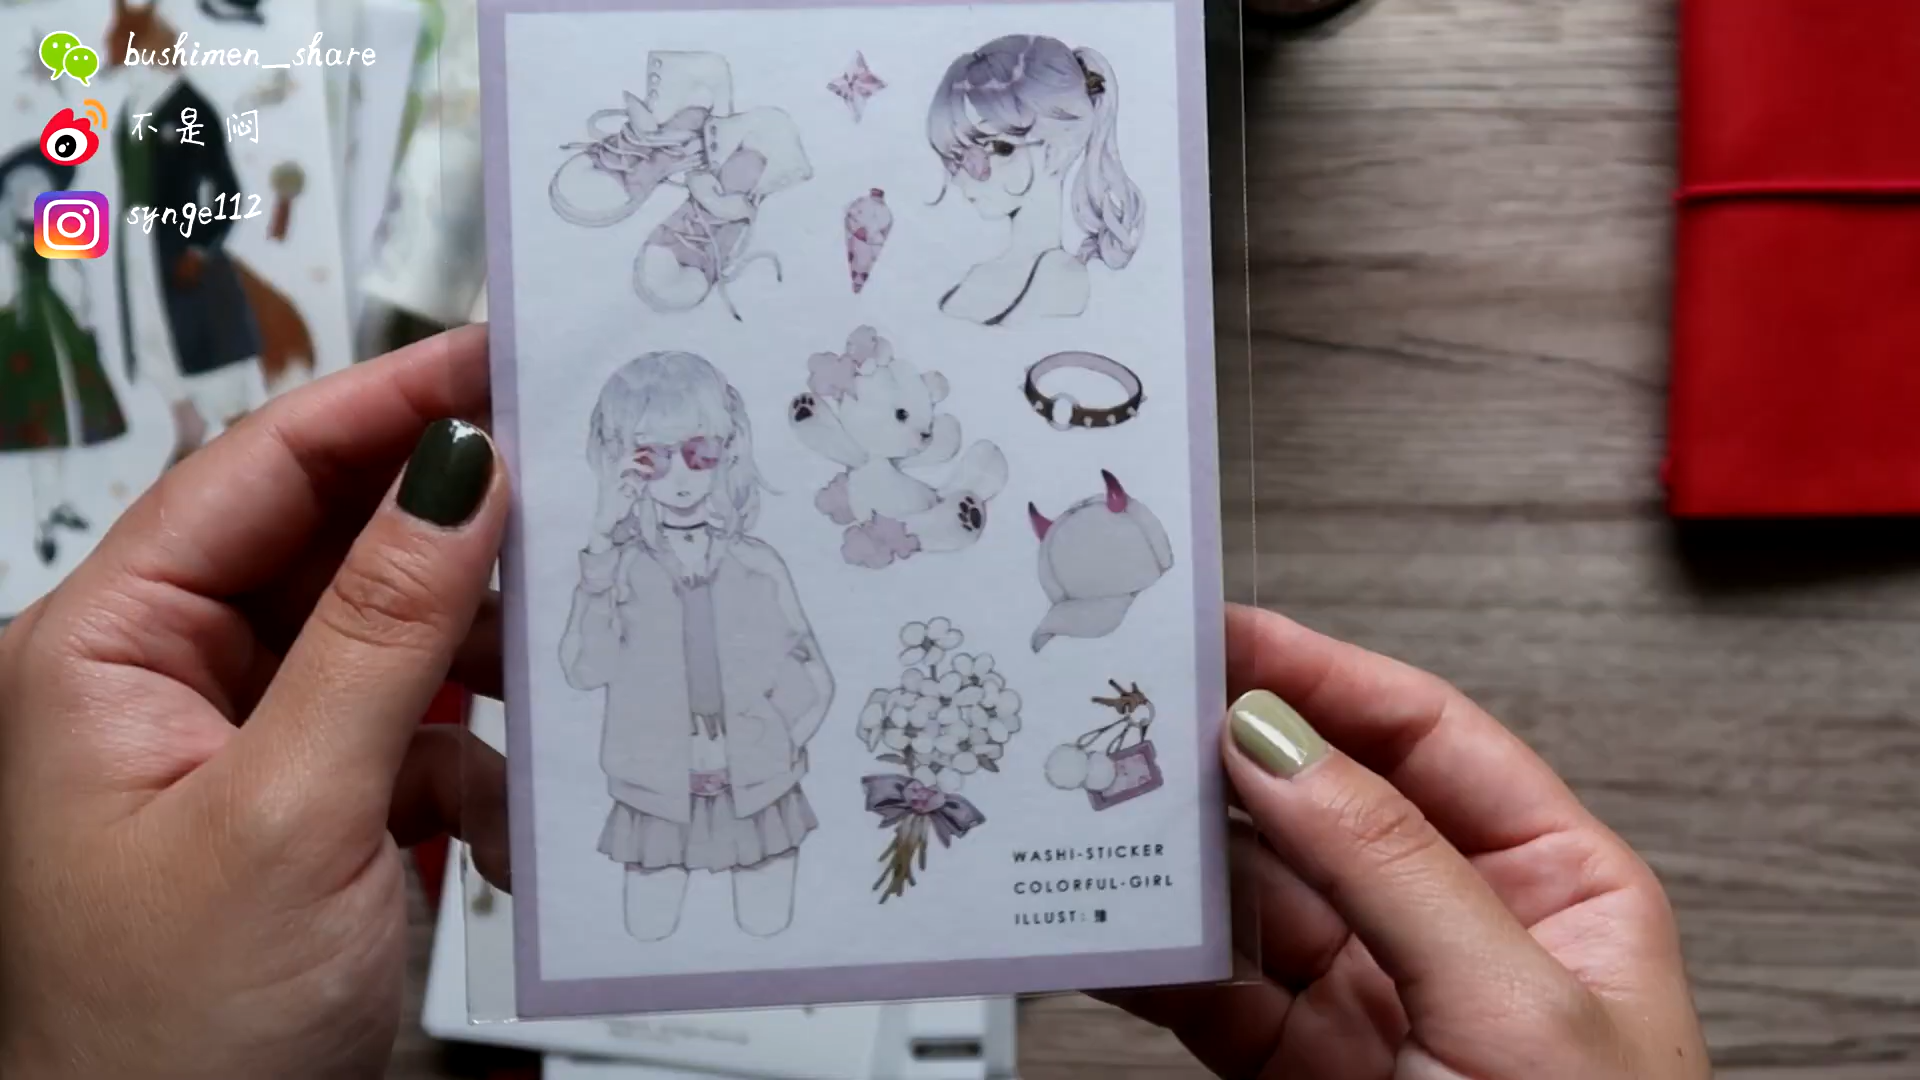 bushimen_share
不是闷
synge112
WASHI-STICKER
COLORFUL-GIRL
ILLUST: